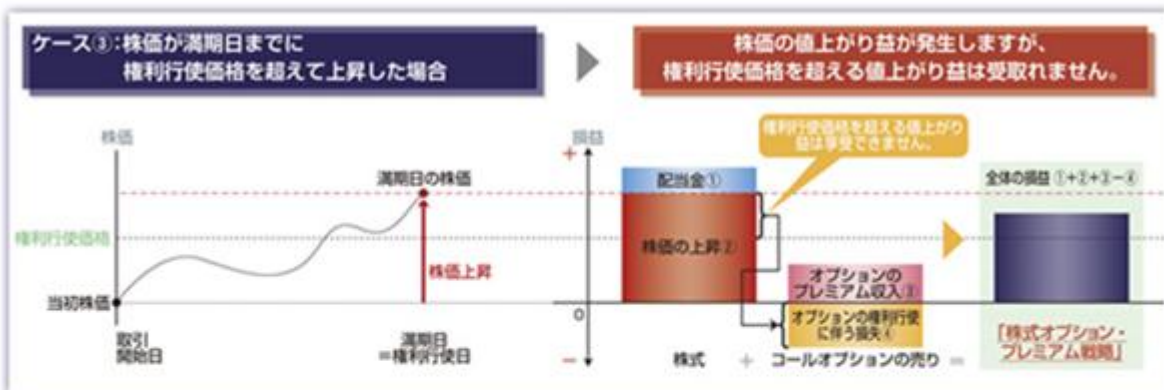 ケース③：株価が満期日までに
権利行使価格を超えて上昇した場合
株価の値上がり益が発生しますが、
権利行使価格を超える値上がり益は受取れません。
株価
満期日の株価
権利行使価格
株価上昇
当初株価
取引
開始日
満期日
=権利行使日
損益
+
0
−
権利行使価格を超える値上がり
益は享受できません。
配当金①
株価の上昇②
オプションの
プレミアム収入③
オプションの権利行使
に伴う損失④
株式 + コールオプションの売り =
全体の損益 ①+②+③−④
「株式オプション・
プレミアム戦略」